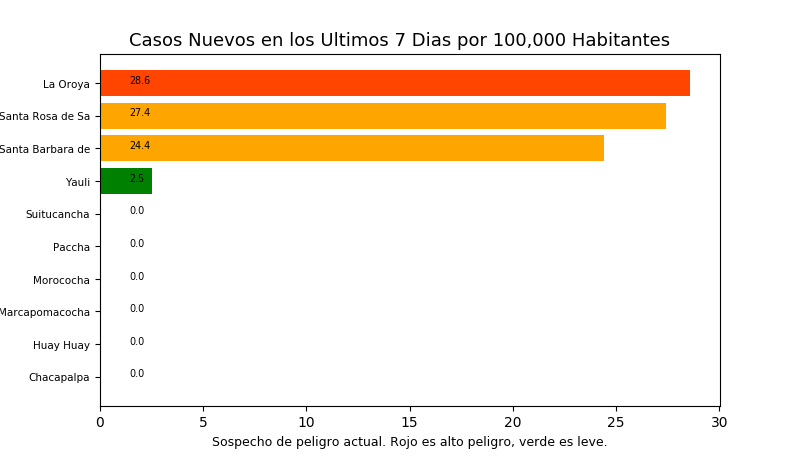 Casos Nuevos en los Ultimos 7 Dias por 100,000 Habitantes
La Oroya 28.6
Santa Rosa de Sa 27.4
Santa Barbara de 24.4
Yauli 2.5
Suitucancha 0.0
Paccha 0.0
Morococha 0.0
Marcapomacocha 0.0
Huay Huay 0.0
Chacapalpa 0.0
0 5 10 15 20 25 30
Sospecho de peligro actual. Rojo es alto peligro, verde es leve.